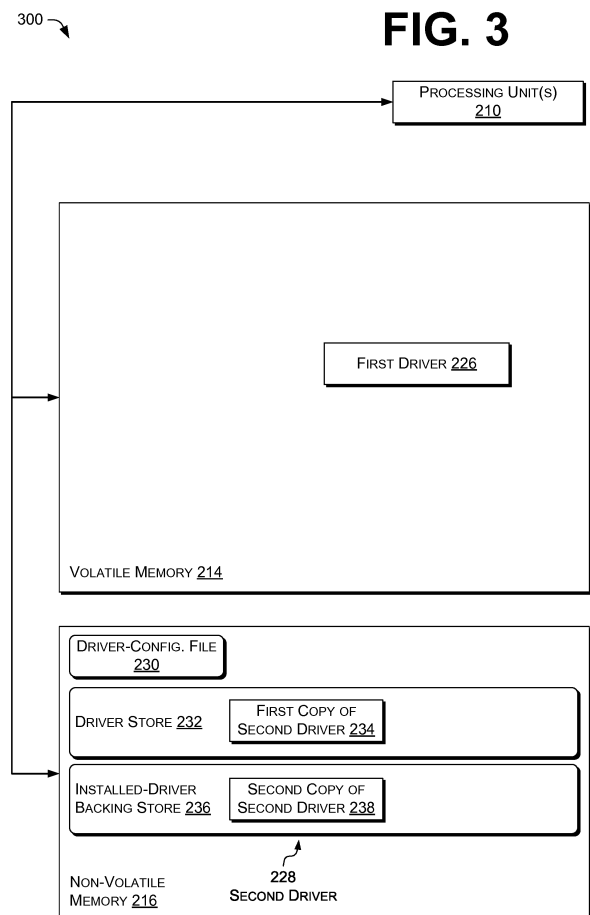 300
FIG. 3
PROCESSING UNIT(S)
210
FIRST DRIVER 226
VOLATILE MEMORY 214
DRIVER-CONFIG. FILE
230
DRIVER STORE 232
FIRST COPY OF
SECOND DRIVER 234
INSTALLED-DRIVER
BACKING STORE 236
SECOND COPY OF
SECOND DRIVER 238
228
SECOND DRIVER
NON-VOLATILE
MEMORY 216